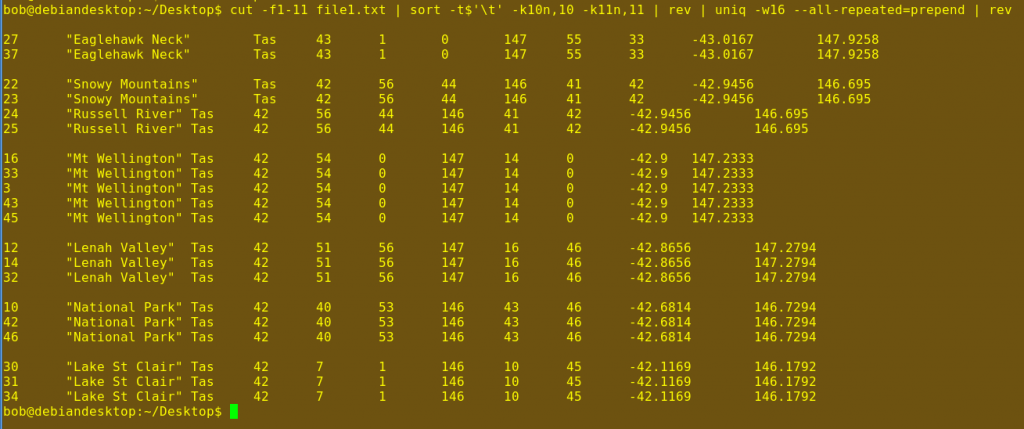 bob@debiandesktop:~/Desktop$ cut -f1-11 file1.txt | sort -t$'\t' -k10n,10 -k11n,11 | rev | uniq -w16 --all-repeated=prepend | rev
27 "Eaglehawk Neck" Tas 43 1 0 147 55 33 -43.0167 147.9258
37 "Eaglehawk Neck" Tas 43 1 0 147 55 33 -43.0167 147.9258
22 "Snowy Mountains" Tas 42 56 44 146 41 42 -42.9456 146.695
23 "Snowy Mountains" Tas 42 56 44 146 41 42 -42.9456 146.695
24 "Russell River" Tas 42 56 44 146 41 42 -42.9456 146.695
25 "Russell River" Tas 42 56 44 146 41 42 -42.9456 146.695
16 "Mt Wellington" Tas 42 54 0 147 14 0 -42.9 147.2333
33 "Mt Wellington" Tas 42 54 0 147 14 0 -42.9 147.2333
3 "Mt Wellington" Tas 42 54 0 147 14 0 -42.9 147.2333
43 "Mt Wellington" Tas 42 54 0 147 14 0 -42.9 147.2333
45 "Mt Wellington" Tas 42 54 0 147 14 0 -42.9 147.2333
12 "Lenah Valley" Tas 42 51 56 147 16 46 -42.8656 147.2794
14 "Lenah Valley" Tas 42 51 56 147 16 46 -42.8656 147.2794
32 "Lenah Valley" Tas 42 51 56 147 16 46 -42.8656 147.2794
10 "National Park" Tas 42 40 53 146 43 46 -42.6814 146.7294
42 "National Park" Tas 42 40 53 146 43 46 -42.6814 146.7294
46 "National Park" Tas 42 40 53 146 43 46 -42.6814 146.7294
30 "Lake St Clair" Tas 42 7 1 146 10 45 -42.1169 146.1792
31 "Lake St Clair" Tas 42 7 1 146 10 45 -42.1169 146.1792
34 "Lake St Clair" Tas 42 7 1 146 10 45 -42.1169 146.1792
bob@debiandesktop:~/Desktop$